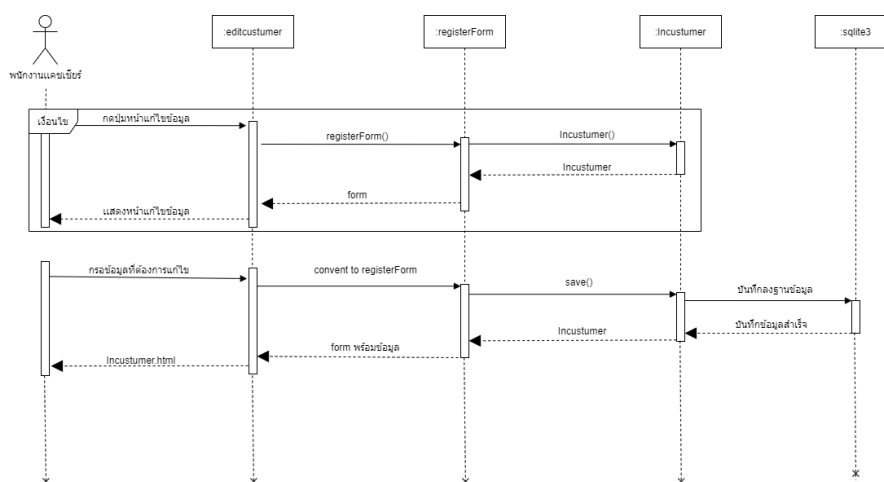 :editcustumer
:registerForm
:Incustumer
:sqlite3
พนักงานแคชเชียร์
เงื่อนไข
กดปุ่มหน้าแก้ไขข้อมูล
registerForm()
Incustumer()
Incustumer
form
แสดงหน้าแก้ไขข้อมูล
กรอข้อมูลที่ต้องการแก้ไข
convent to registerForm
save()
บันทึกลงฐานข้อมูล
บันทึกข้อมูลสำเร็จ
Incustumer
form พร้อมข้อมูล
Incustumer.html